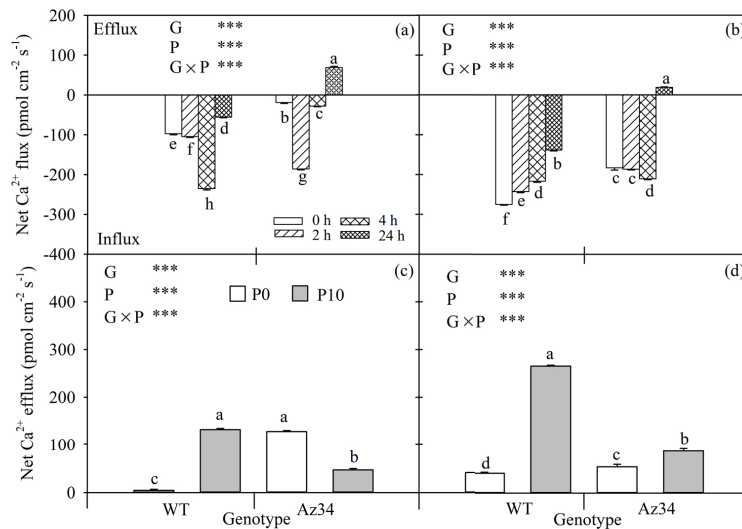 200
100
0
-100
-200
-300
-400
Net Ca²⁺ flux (pmol cm⁻² s⁻¹)
Efflux
G ***
P ***
G×P ***
(a)
e
f
h
d
b
g
c
a
0 h
2 h
4 h
24 h
Influx
G ***
P ***
G×P ***
(b)
f
e
d
b
c
c
d
a
400
300
200
100
0
Net Ca²⁺ efflux (pmol cm⁻² s⁻¹)
G ***
P ***
G×P ***
(c)
P0
P10
c
a
a
b
G ***
P ***
G×P ***
(d)
d
a
c
b
WT
Az34
WT
Az34
Genotype
Genotype